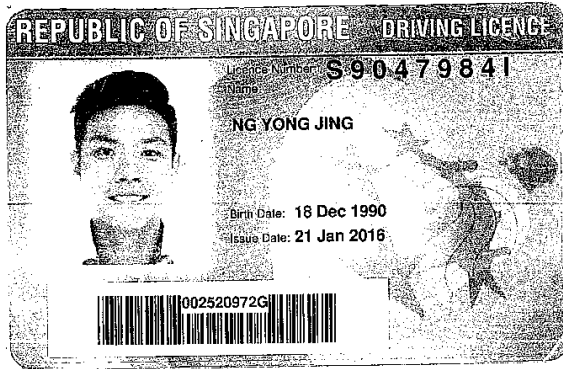 REPUBLIC OF SINGAPORE DRIVING LICENCE
Licence Number: S9047984I
Name:
NG YONG JING
Birth Date: 18 Dec 1990
Issue Date: 21 Jan 2016
002520972G